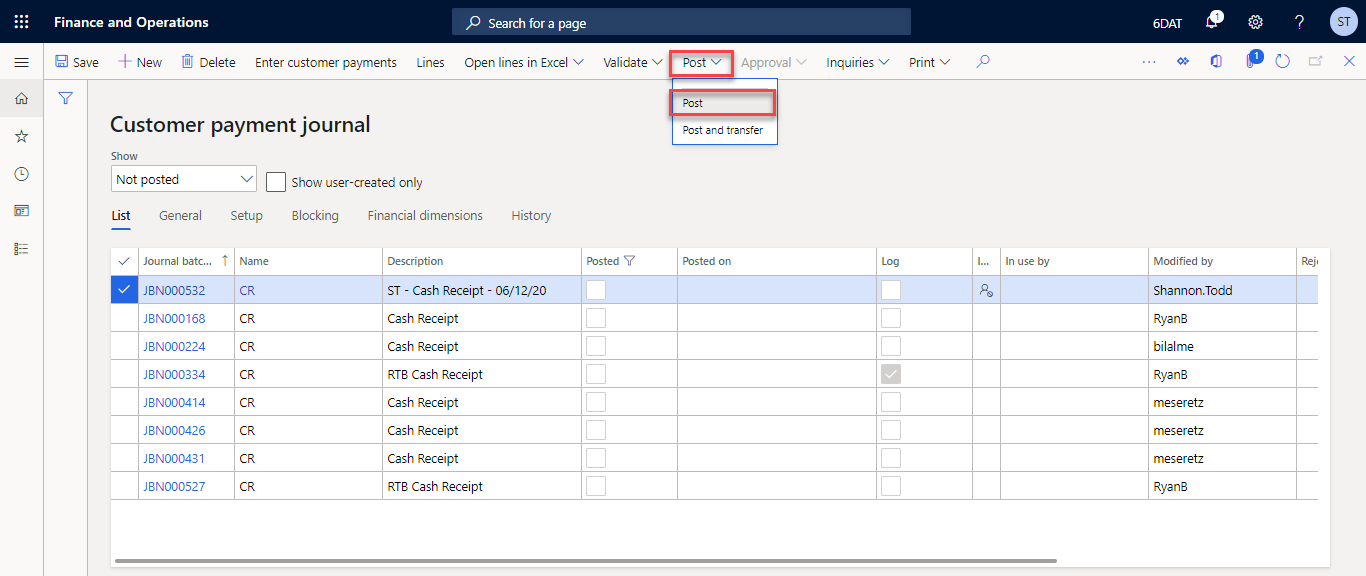 Finance and Operations
Search for a page
6DAT
1
?
ST
Save New Delete Enter customer payments Lines Open lines in Excel Validate Post Approval Inquiries Print ... 1
Post
Post and transfer
Customer payment journal
Show
Not posted
Show user-created only
List General Setup Blocking Financial dimensions History
Journal batc... Name Description Posted Posted on Log I... In use by Modified by Reje
JBN000532 CR ST - Cash Receipt - 06/12/20 Shannon.Todd
JBN000168 CR Cash Receipt RyanB
JBN000224 CR Cash Receipt bilalme
JBN000334 CR RTB Cash Receipt RyanB
JBN000414 CR Cash Receipt meseretz
JBN000426 CR Cash Receipt meseretz
JBN000431 CR Cash Receipt meseretz
JBN000527 CR RTB Cash Receipt RyanB